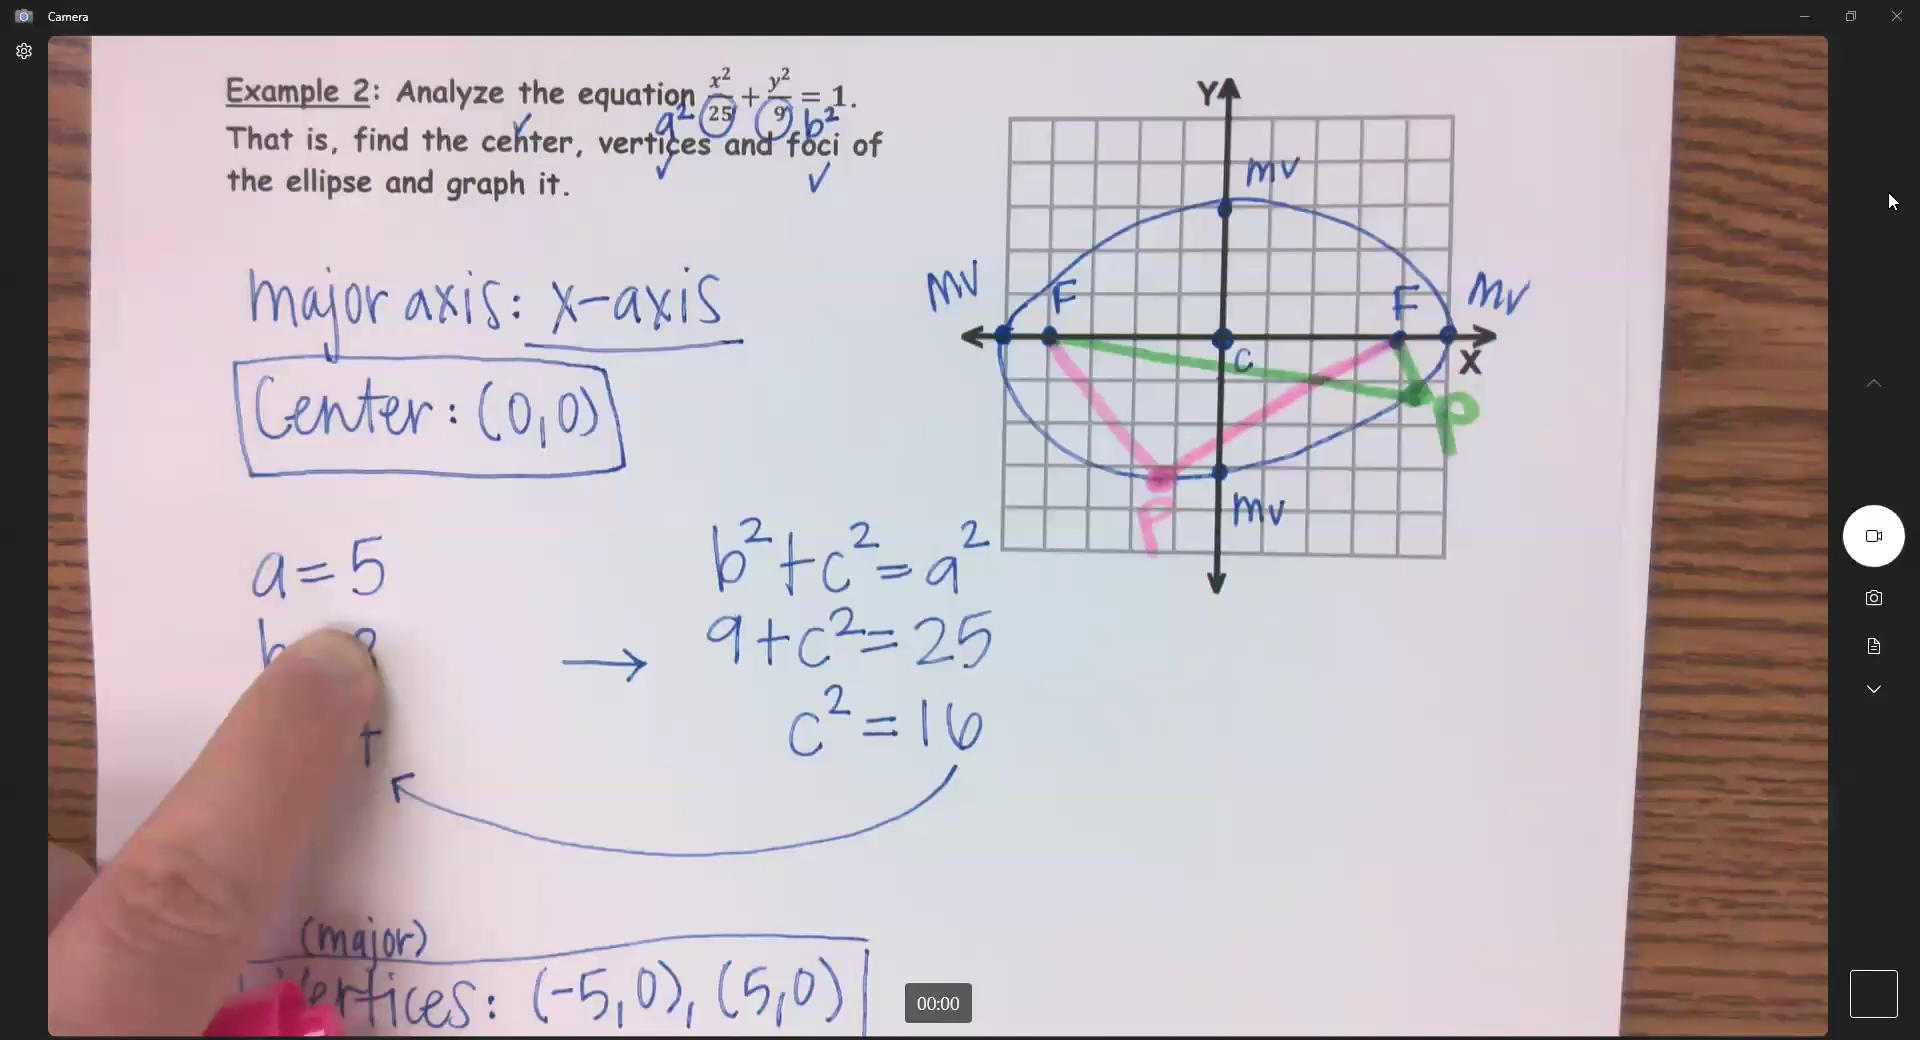 Camera
Example 2: Analyze the equation x²/25 + y²/9 = 1.
a² b²
That is, find the center, vertices and foci of
the ellipse and graph it.
major axis: x-axis
Center: (0,0)
a = 5
b² + c² = a²
9 + c² = 25
c² = 16
(major)
Vertices: (-5,0), (5,0)
Y
mv
MV
F
F
MV
C
X
P
P
mv
00:00